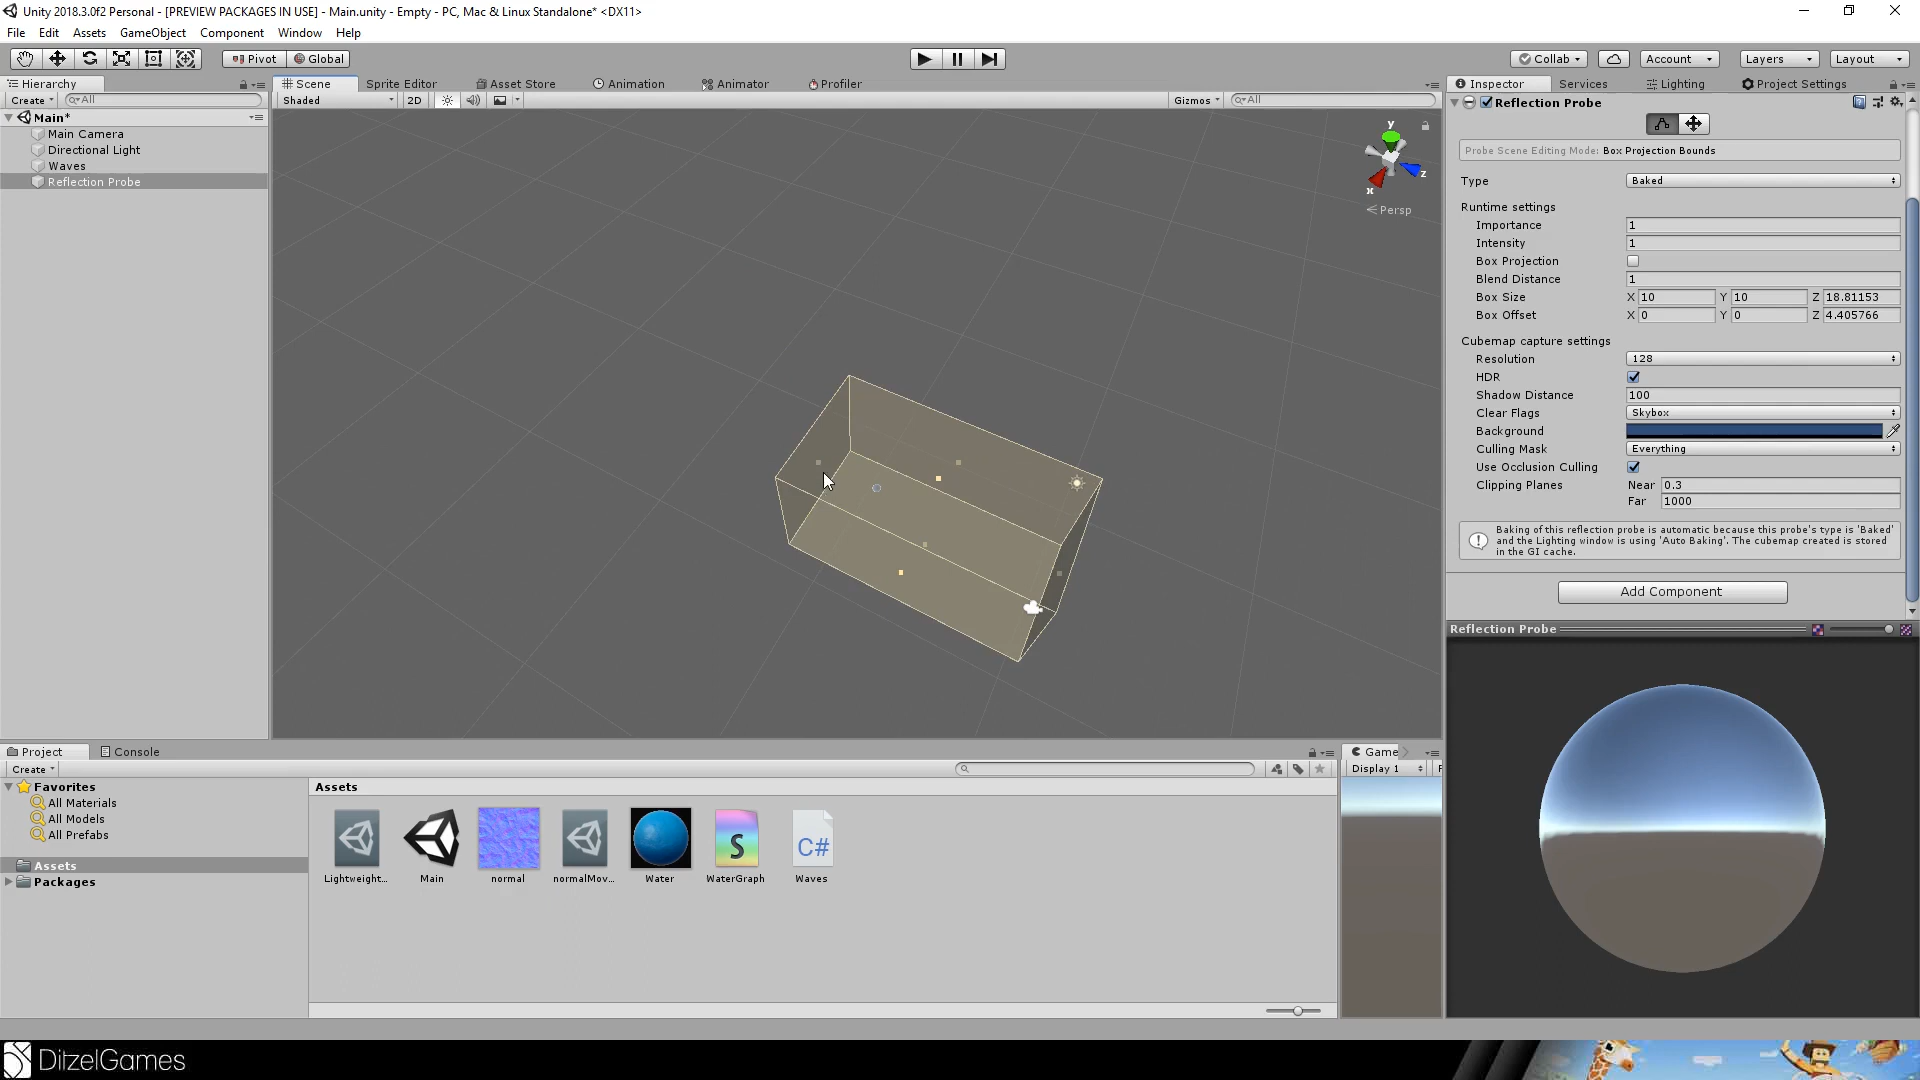 Unity 2018.3.0f2 Personal - [PREVIEW PACKAGES IN USE] - Main.unity - Empty - PC, Mac & Linux Standalone* <DX11>
File Edit Assets GameObject Component Window Help
Pivot Global Collab Account Layers Layout
Hierarchy Scene Sprite Editor Asset Store Animation Animator Profiler Inspector Services Lighting Project Settings
Create All Shaded 2D Gizmos All
Main*
Main Camera
Directional Light
Waves
Reflection Probe
y
z
x
Persp
Reflection Probe
Probe Scene Editing Mode: Box Projection Bounds
Type Baked
Runtime settings
Importance 1
Intensity 1
Box Projection
Blend Distance 1
Box Size X 10 Y 10 Z 18.81153
Box Offset X 0 Y 0 Z 4.405766
Cubemap capture settings
Resolution 128
HDR
Shadow Distance 100
Clear Flags Skybox
Background
Culling Mask Everything
Use Occlusion Culling
Clipping Planes Near 0.3
Far 1000
Baking of this reflection probe is automatic because this probe's type is 'Baked'
and the Lighting window is using 'Auto Baking'. The cubemap created is stored
in the GI cache.
Add Component
Reflection Probe
Project Console Game
Create Display 1
Favorites
All Materials
All Models
All Prefabs
Assets
Packages
Assets
C#
Lightweight... Main normal normalMov... Water WaterGraph Waves
DitzelGames